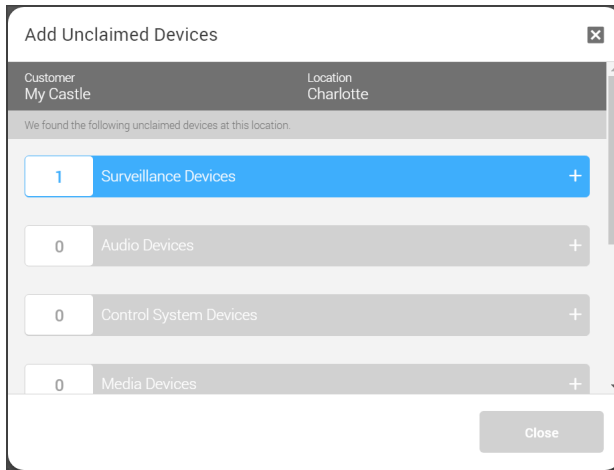 Add Unclaimed Devices
Customer
My Castle
Location
Charlotte
We found the following unclaimed devices at this location.
1 Surveillance Devices +
0 Audio Devices +
0 Control System Devices +
0 Media Devices +
Close